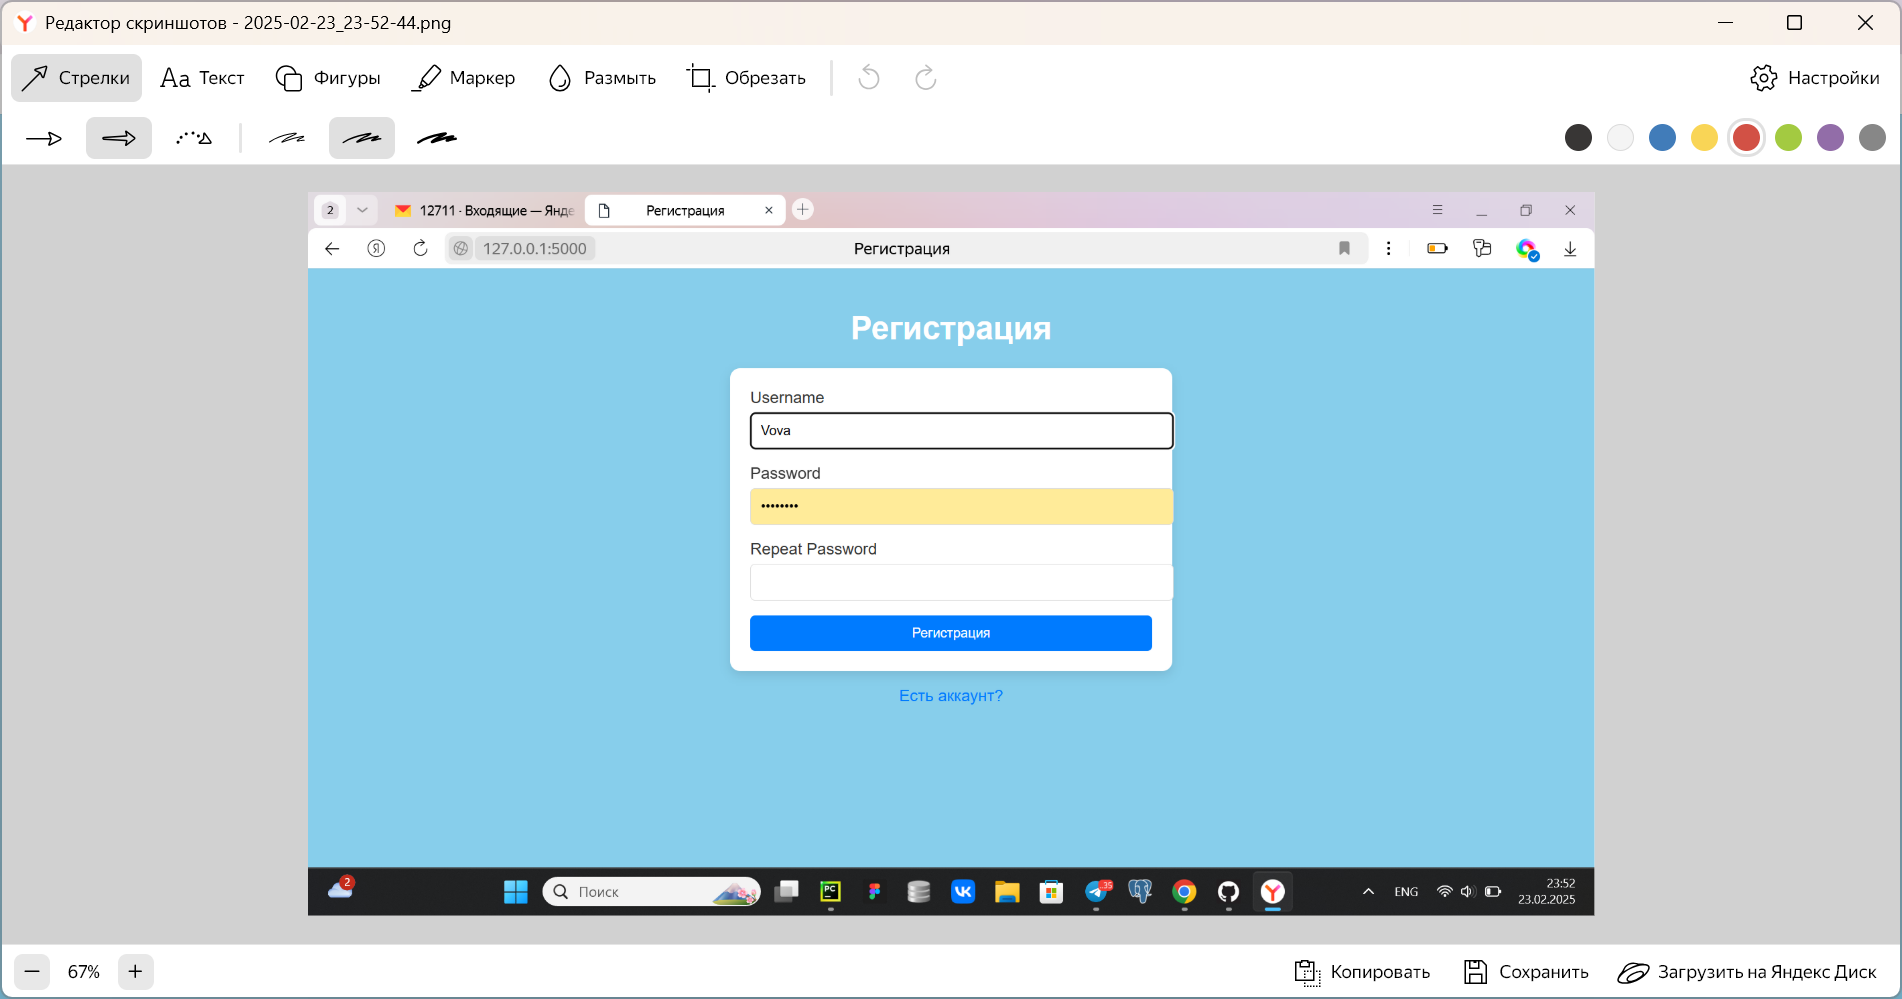 Редактор скриншотов - 2025-02-23_23-52-44.png
Стрелки
Aa Текст
Фигуры
Маркер
Размыть
Обрезать
Настройки
2
12711 · Входящие — Янде
Регистрация
127.0.0.1:5000
Регистрация
Регистрация
Username
Vova
Password
••••••••
Repeat Password
Регистрация
Есть аккаунт?
2
Поиск
PC
35
ENG
23:52
23.02.2025
67%
Копировать
Сохранить
Загрузить на Яндекс Диск